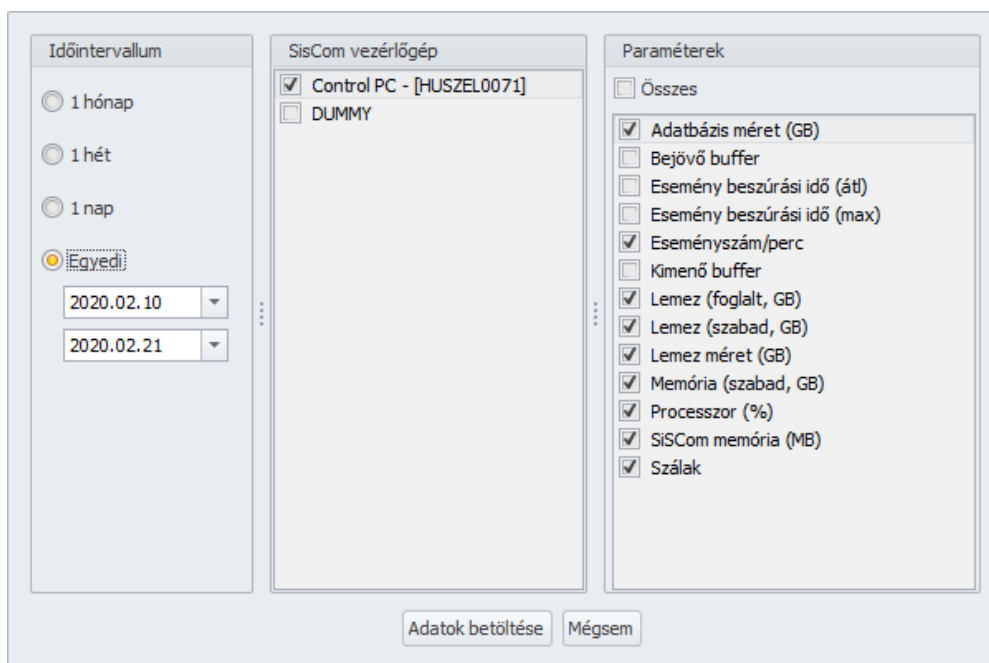 Időintervallum
1 hónap
1 hét
1 nap
Egyedi
2020.02.10
2020.02.21
SisCom vezérlőgép
Control PC - [HUSZEL0071]
DUMMY
Paraméterek
Összes
Adatbázis méret (GB)
Bejövő buffer
Esemény beszúrási idő (átl)
Esemény beszúrási idő (max)
Eseményszám/perc
Kimenő buffer
Lemez (foglalt, GB)
Lemez (szabad, GB)
Lemez méret (GB)
Memória (szabad, GB)
Processzor (%)
SiSCom memória (MB)
Szálak
Adatok betöltése
Mégsem